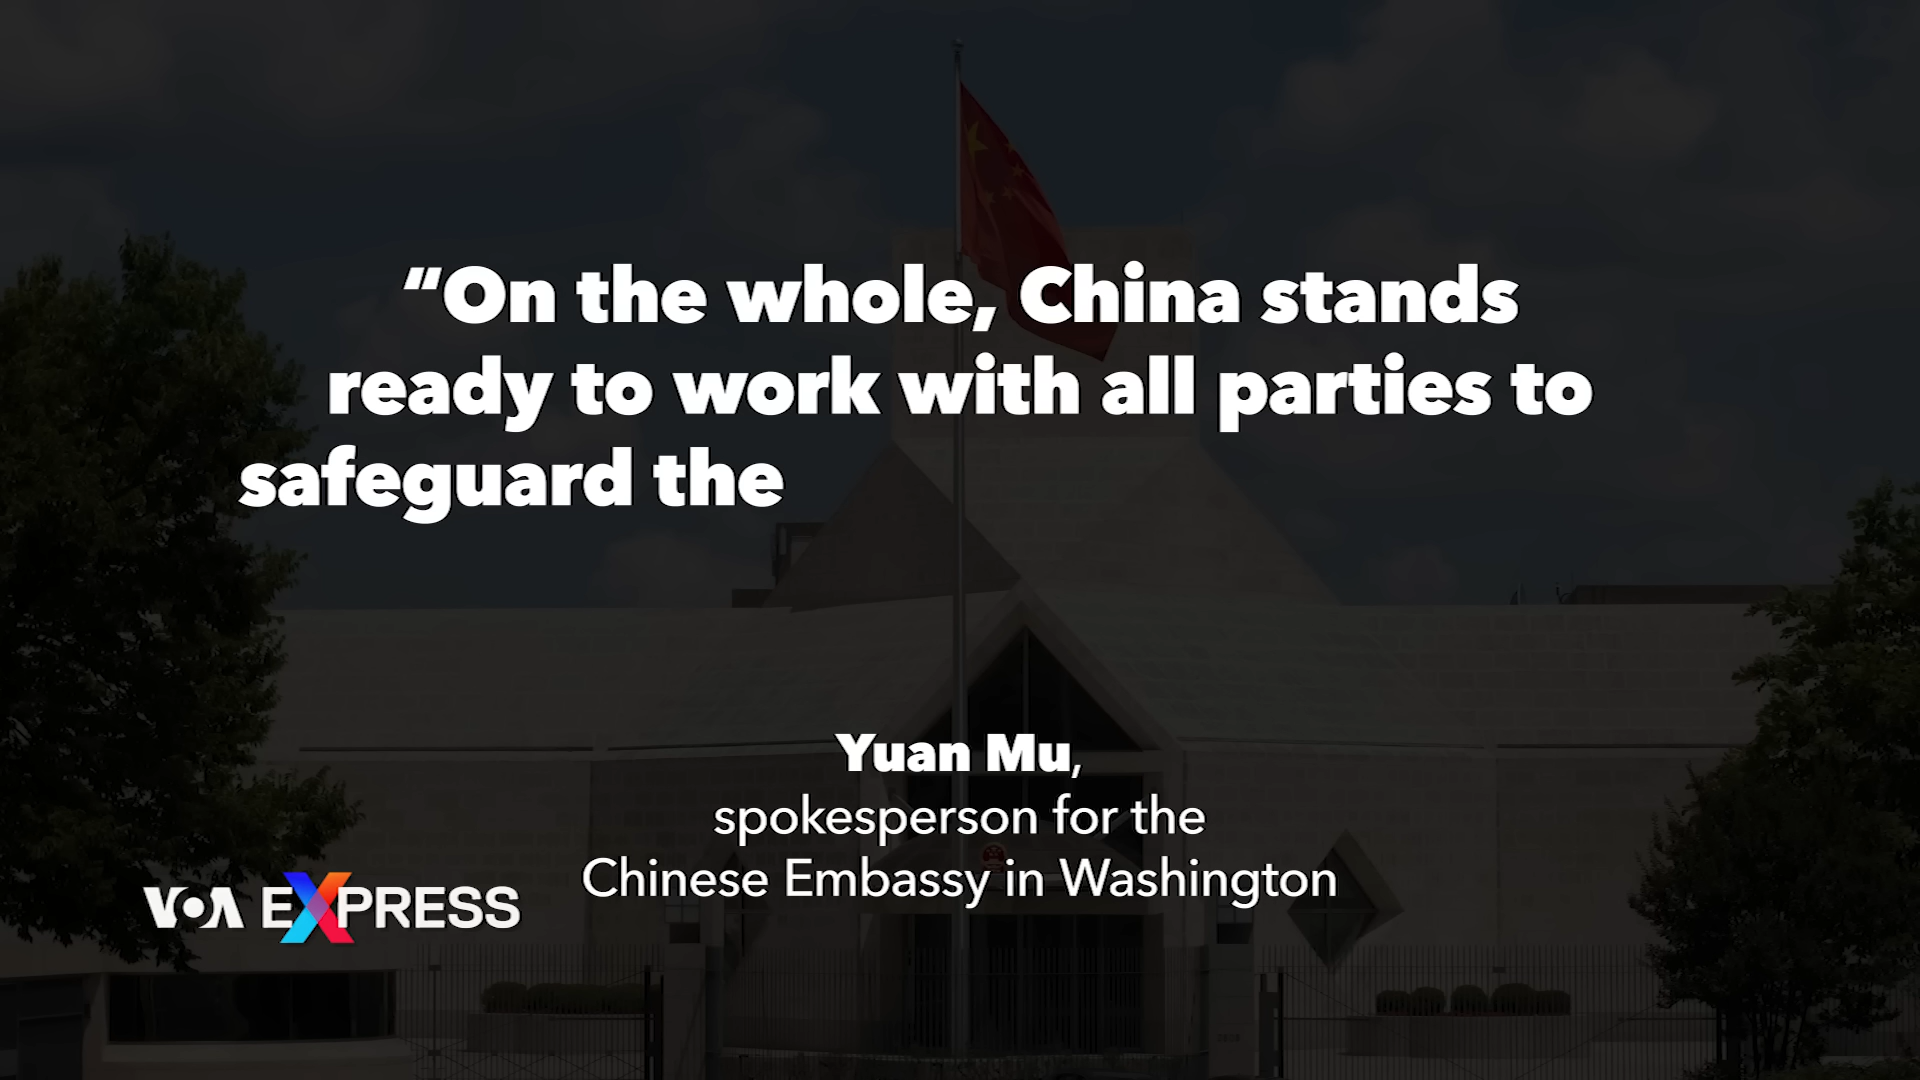 “On the whole, China stands
ready to work with all parties to
safeguard the
Yuan Mu,
spokesperson for the
Chinese Embassy in Washington
VOA EXPRESS